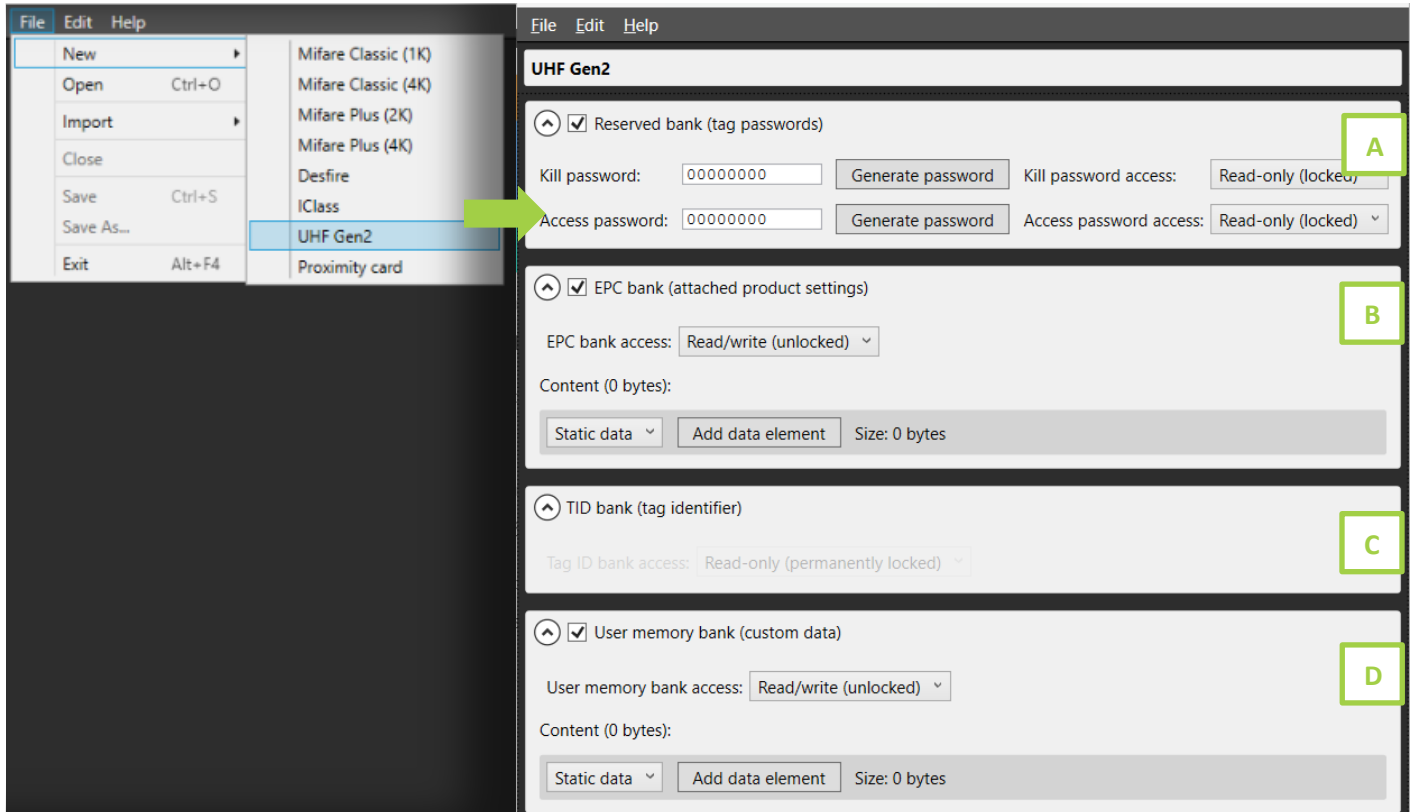 File Edit Help
New
Open Ctrl+O
Import
Close
Save Ctrl+S
Save As...
Exit Alt+F4
Mifare Classic (1K)
Mifare Classic (4K)
Mifare Plus (2K)
Mifare Plus (4K)
Desfire
IClass
UHF Gen2
Proximity card
File Edit Help
UHF Gen2
Reserved bank (tag passwords)
A
Kill password: 00000000 Generate password Kill password access: Read-only (locked)
Access password: 00000000 Generate password Access password access: Read-only (locked)
EPC bank (attached product settings)
B
EPC bank access: Read/write (unlocked)
Content (0 bytes):
Static data Add data element Size: 0 bytes
TID bank (tag identifier)
C
Tag ID bank access: Read-only (permanently locked)
User memory bank (custom data)
D
User memory bank access: Read/write (unlocked)
Content (0 bytes):
Static data Add data element Size: 0 bytes